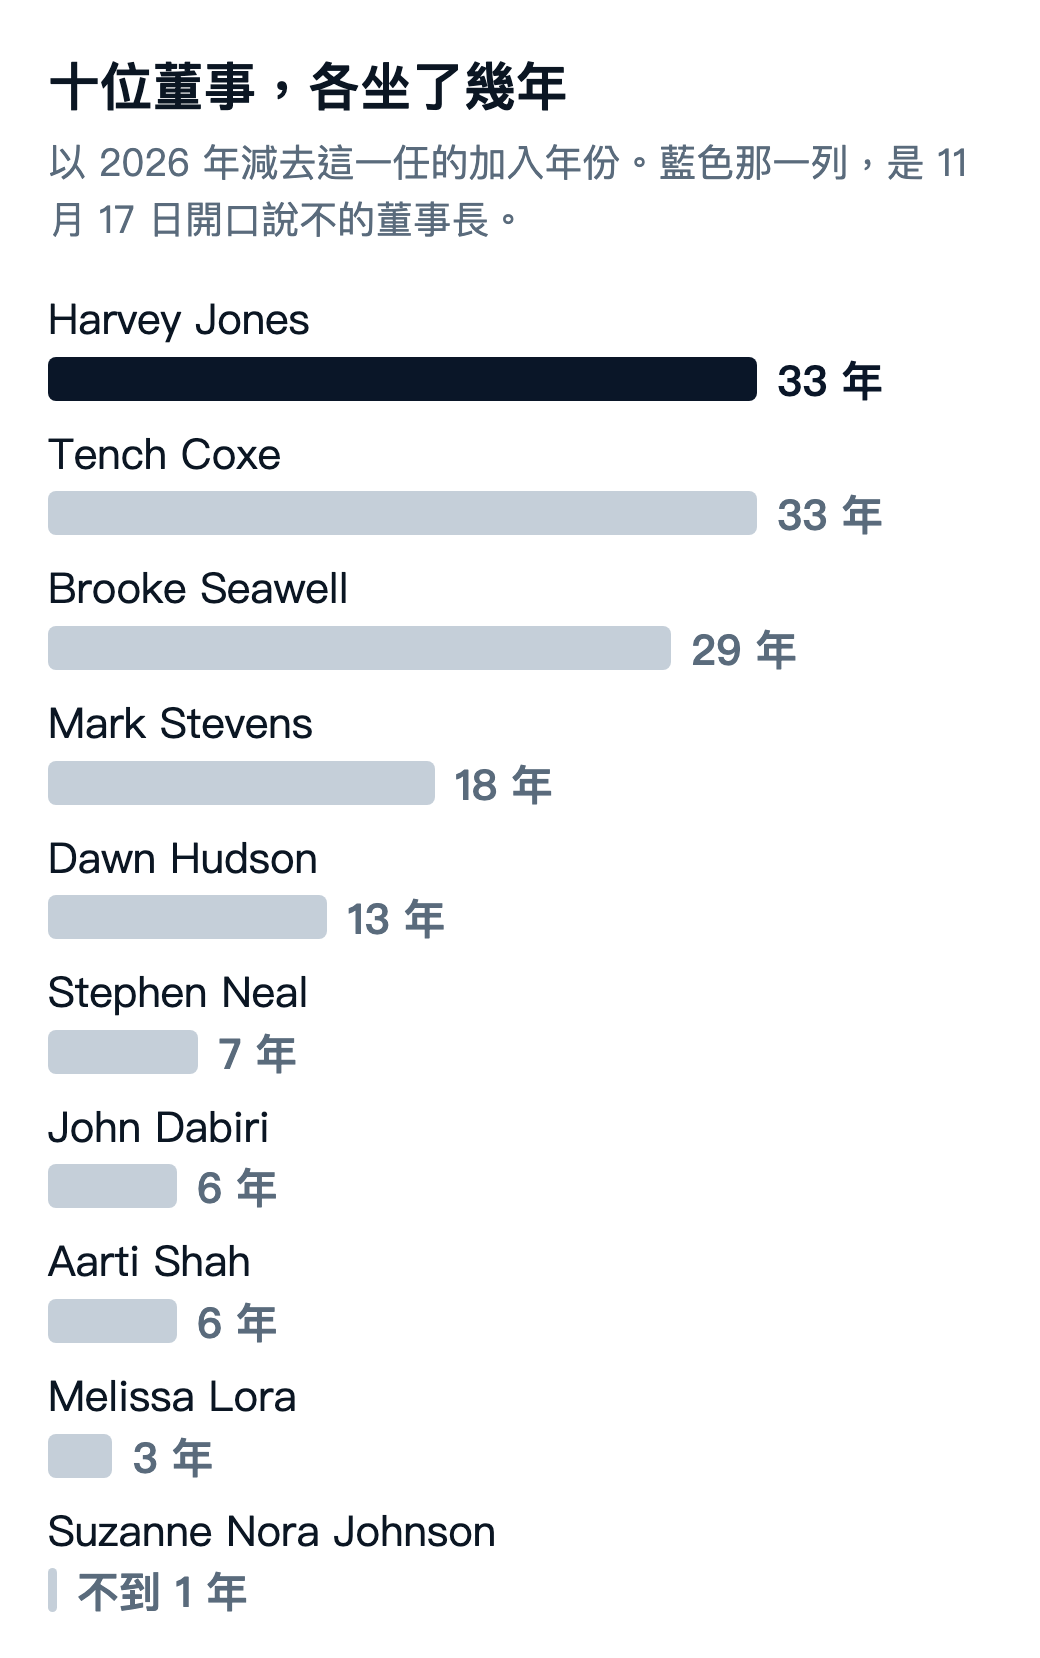 十位董事，各坐了幾年
以 2026 年減去這一任的加入年份。藍色那一列，是 11
月 17 日開口說不的董事長。
Harvey Jones
33 年
Tench Coxe
33 年
Brooke Seawell
29 年
Mark Stevens
18 年
Dawn Hudson
13 年
Stephen Neal
7 年
John Dabiri
6 年
Aarti Shah
6 年
Melissa Lora
3 年
Suzanne Nora Johnson
不到 1 年